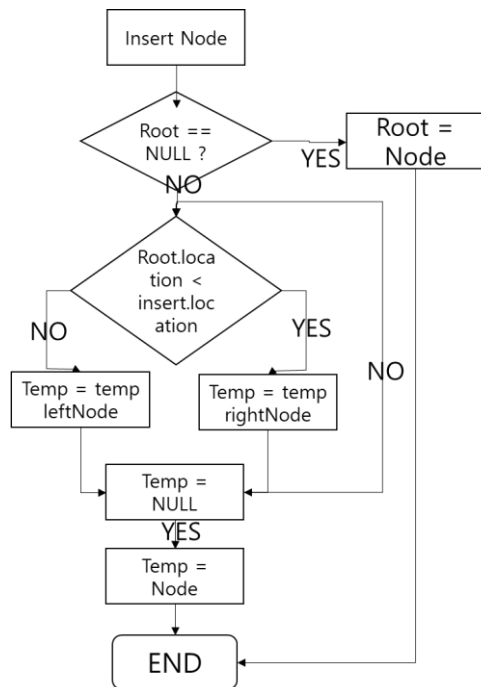 Insert Node
Root ==
NULL ?
YES
Root =
Node
NO
Root.loca
tion <
insert.loc
ation
NO
YES
NO
Temp = temp
leftNode
Temp = temp
rightNode
Temp =
NULL
YES
Temp =
Node
END